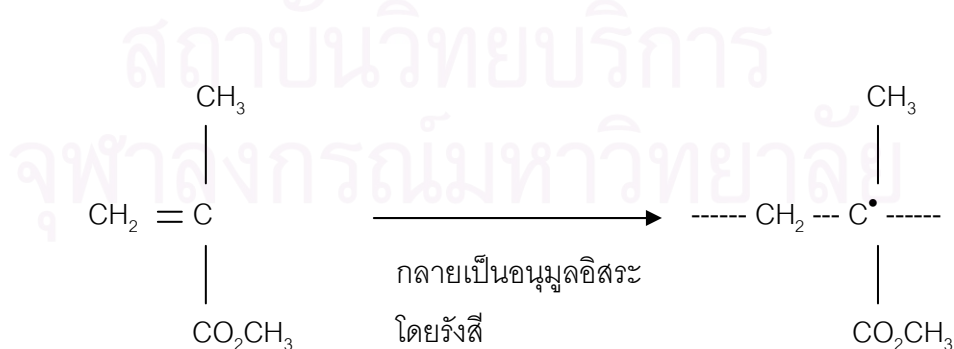 สถาบันวิทยบริการ
จุฬาลงกรณ์มหาวิทยาลัย
CH₃ CH₃
CH₂ = C ------ CH₂ --- C• ------
กลายเป็นอนุมูลอิสระ
โดยรังสี
CO₂CH₃ CO₂CH₃